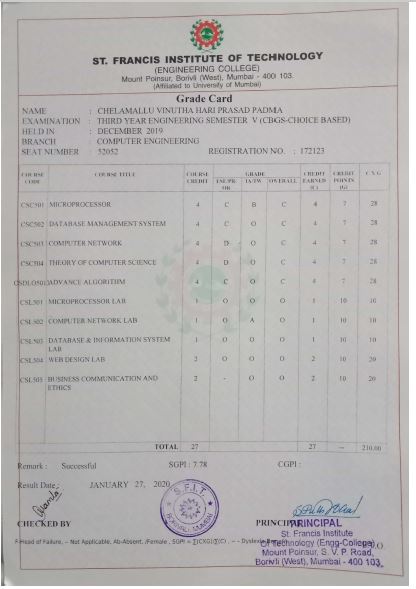 ST. FRANCIS INSTITUTE OF TECHNOLOGY
(ENGINEERING COLLEGE)
Mount Poinsur, Borivli (West), Mumbai - 400 103.
(Affiliated to University of Mumbai)
Grade Card
NAME : CHELAMALLU VINUTHA HARI PRASAD PADMA
EXAMINATION : THIRD YEAR ENGINEERING SEMESTER V (CBGS-CHOICE BASED)
HELD IN : DECEMBER 2019
BRANCH : COMPUTER ENGINEERING
SEAT NUMBER : 52052 REGISTRATION NO. : 172123
COURSE CODE COURSE TITLE COURSE CREDIT GRADE CREDIT EARNED (C) CREDIT POINTS (G) C X G
ESE/PR/OR IA/TW OVERALL
CSC501 MICROPROCESSOR 4 C B C 4 7 28
CSC502 DATABASE MANAGEMENT SYSTEM 4 C O C 4 7 28
CSC503 COMPUTER NETWORK 4 D O C 4 7 28
CSC504 THEORY OF COMPUTER SCIENCE 4 D O C 4 7 28
CSDLO501 ADVANCE ALGORITHM 4 C O C 4 7 28
CSL501 MICROPROCESSOR LAB 1 O O O 1 10 10
CSL502 COMPUTER NETWORK LAB 1 O A O 1 10 10
CSL503 DATABASE & INFORMATION SYSTEM LAB 1 O O O 1 10 10
CSL504 WEB DESIGN LAB 2 O O O 2 10 20
CSL505 BUSINESS COMMUNICATION AND ETHICS 2 - O O 2 10 20
TOTAL 27 27 -- 210.00
Remark : Successful SGPI : 7.78 CGPI :
Result Date : JANUARY 27, 2020
S.F.I.T.
BORIVALI, MUMBAI
CHECKED BY PRINCIPAL
PRINCIPAL
St. Francis Institute
of Technology (Engg-College)
Mount Poinsur, S. V. P. Road,
Borivli (West), Mumbai - 400 103.
F-Head of Failure, -- Not Applicable, Ab-Absent, /Female , SGPI = ∑(CXG)/∑(C) , ~ - Dyslexia